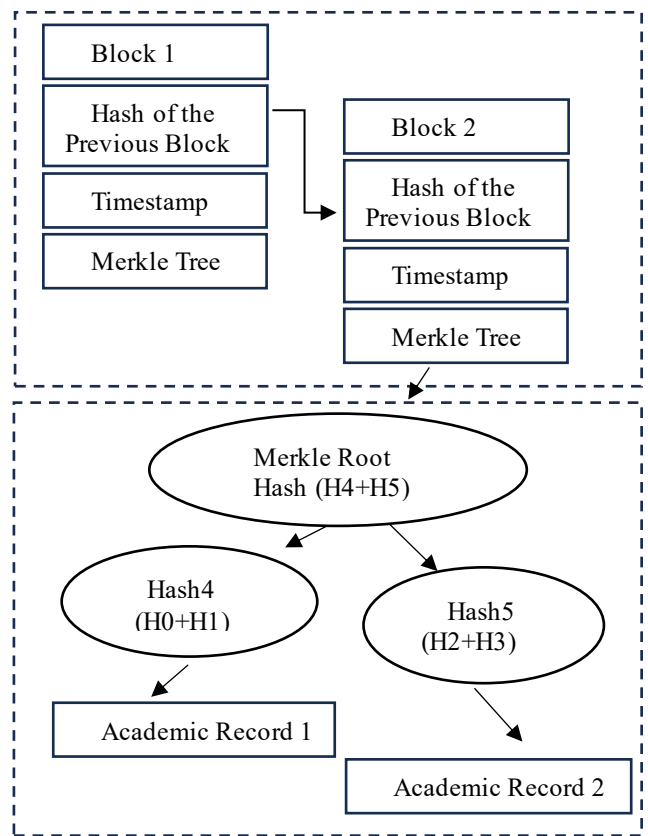 Block 1
Hash of the
Previous Block
Timestamp
Merkle Tree
Block 2
Hash of the
Previous Block
Timestamp
Merkle Tree
Merkle Root
Hash (H4+H5)
Hash4
(H0+H1)
Hash5
(H2+H3)
Academic Record 1
Academic Record 2